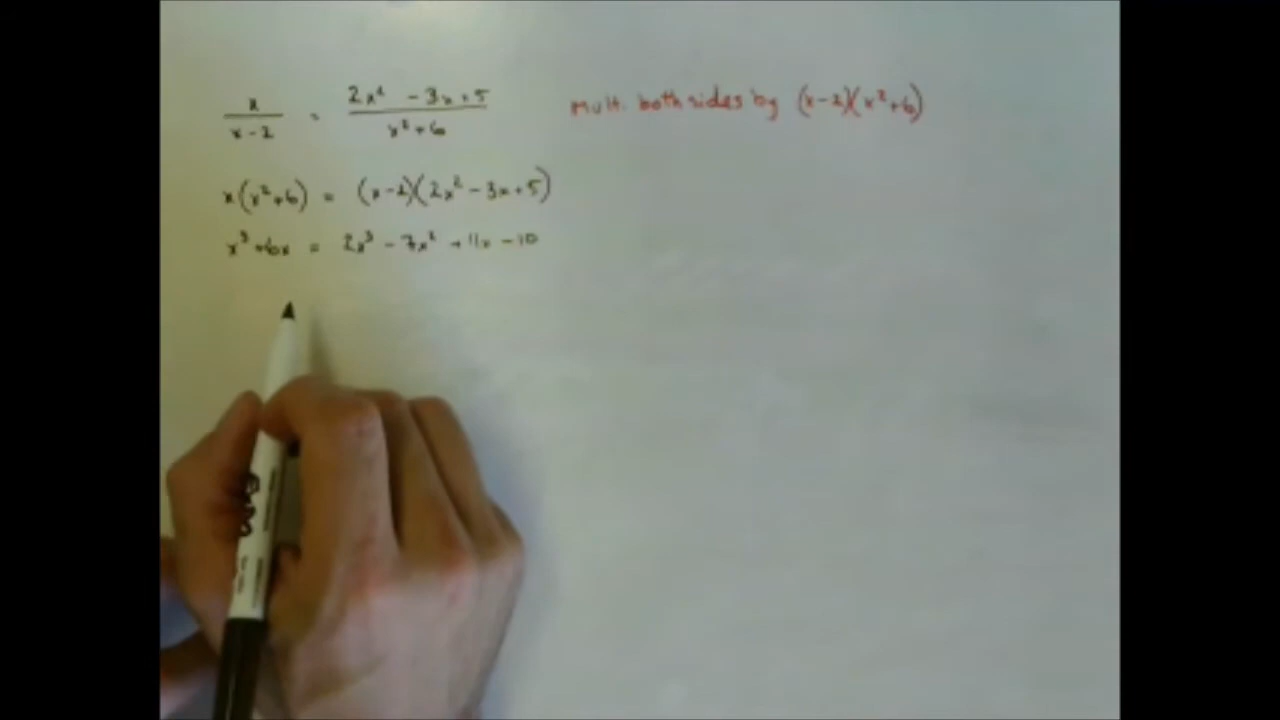 x/(x-2) = (2x² - 3x + 5)/(x² + 6) Mult. both sides by (x-2)(x²+6)
x(x²+6) = (x-2)(2x² - 3x + 5)
x³ + 6x = 2x³ - 7x² + 11x - 10
Expo